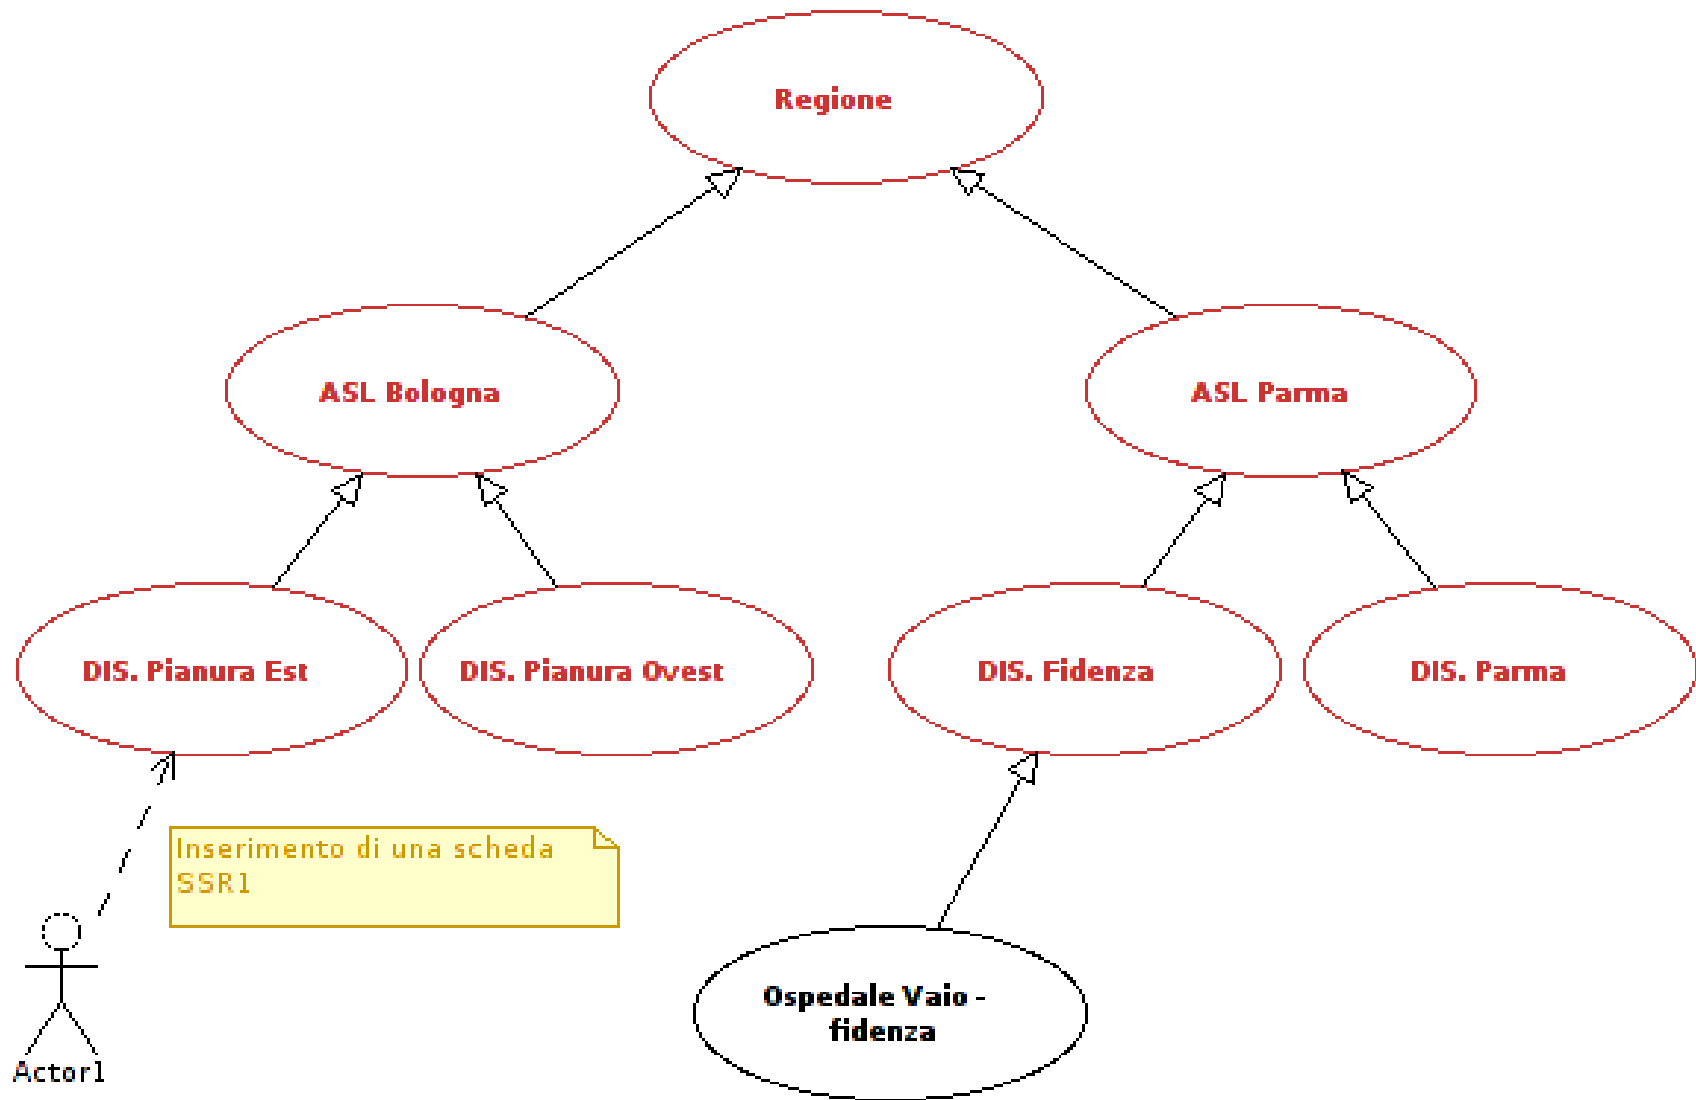 Regione
ASL Bologna
ASL Parma
DIS. Pianura Est
DIS. Pianura Ovest
DIS. Fidenza
DIS. Parma
Inserimento di una scheda
SSR1
Ospedale Vaio -
fidenza
Actor1